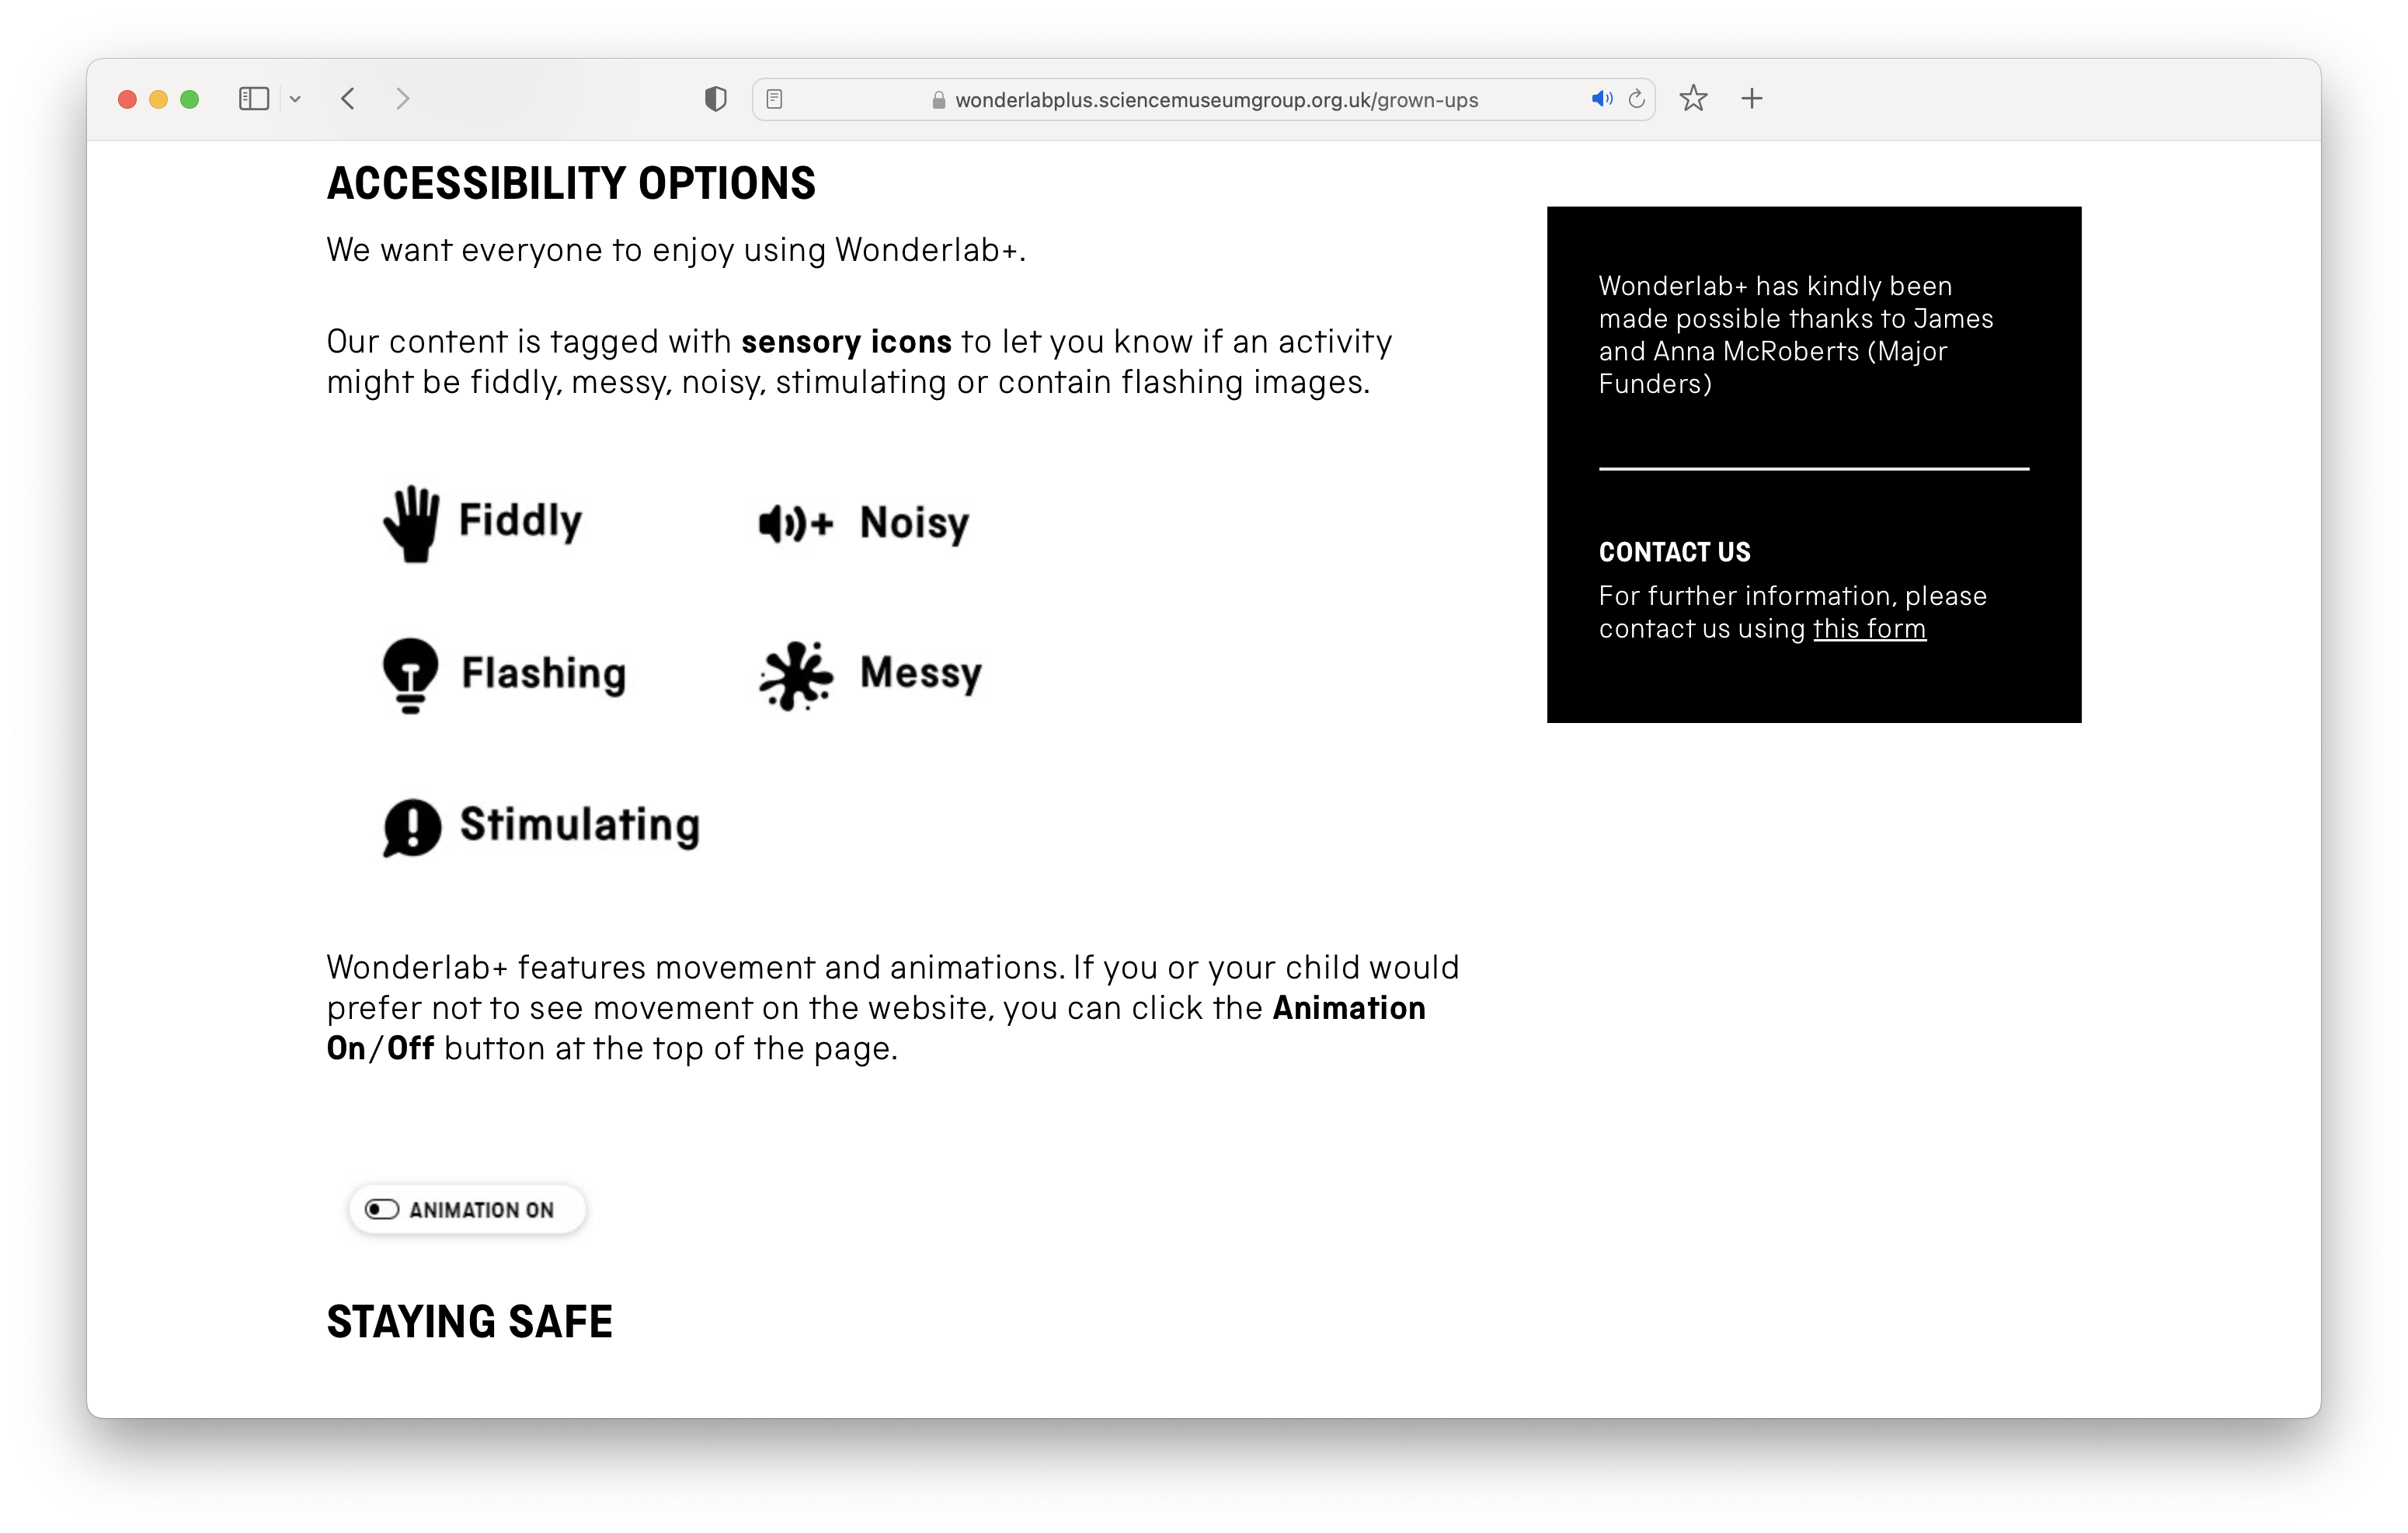 wonderlabplus.sciencemuseumgroup.org.uk/grown-ups
ACCESSIBILITY OPTIONS
We want everyone to enjoy using Wonderlab+.
Our content is tagged with sensory icons to let you know if an activity
might be fiddly, messy, noisy, stimulating or contain flashing images.
Fiddly
Noisy
Flashing
Messy
Stimulating
Wonderlab+ features movement and animations. If you or your child would
prefer not to see movement on the website, you can click the Animation
On/Off button at the top of the page.
ANIMATION ON
STAYING SAFE
Wonderlab+ has kindly been
made possible thanks to James
and Anna McRoberts (Major
Funders)
CONTACT US
For further information, please
contact us using this form